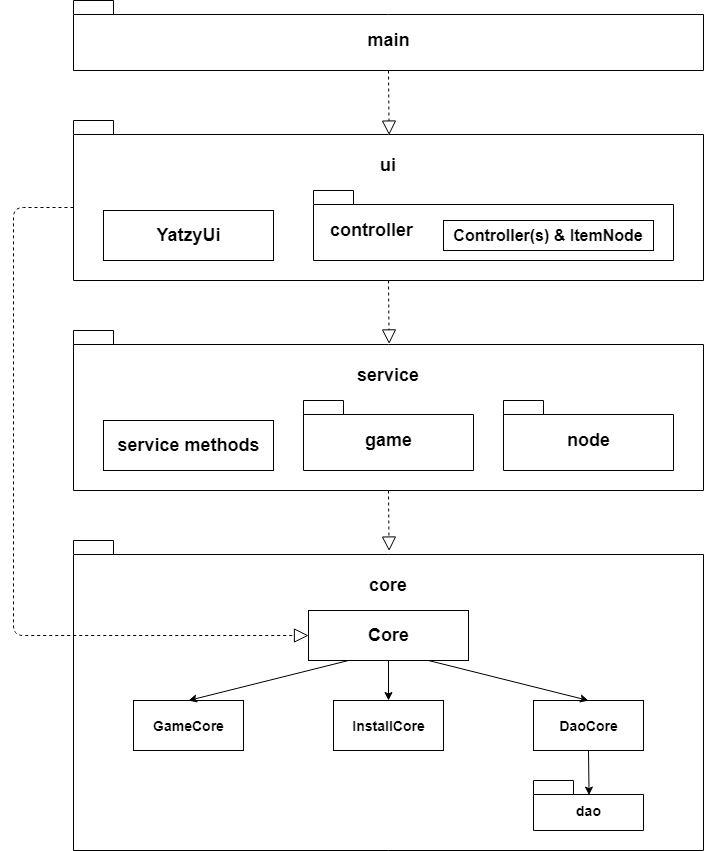 main
ui
YatzyUi
controller
Controller(s) & ItemNode
service
service methods
game
node
core
Core
GameCore
InstallCore
DaoCore
dao